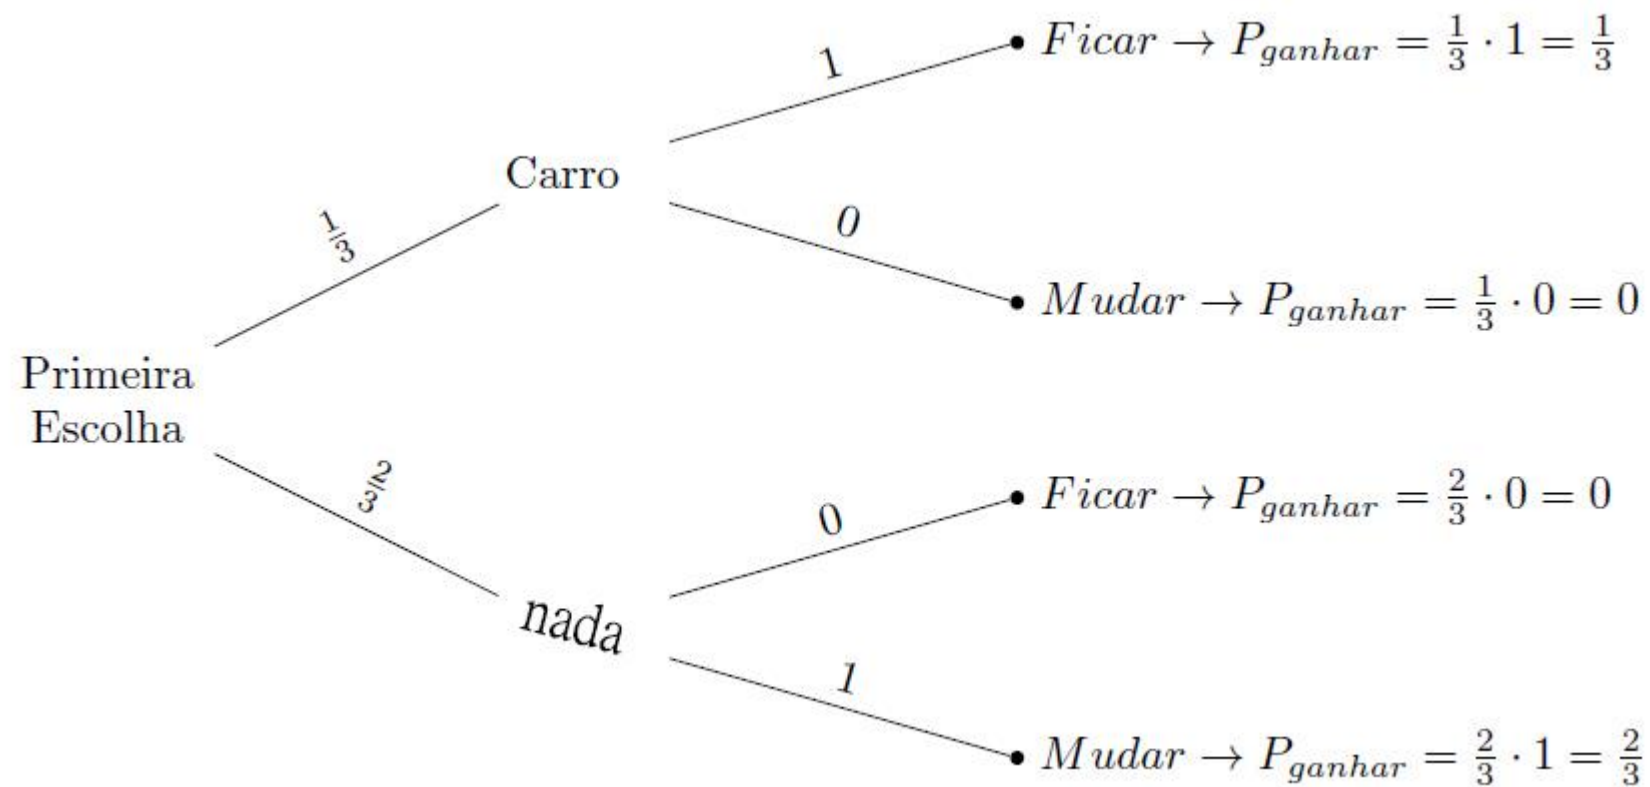 1 • Ficar → P_ganhar = 1/3 · 1 = 1/3
Carro
1/3
0 • Mudar → P_ganhar = 1/3 · 0 = 0
Primeira
Escolha
2/3
0 • Ficar → P_ganhar = 2/3 · 0 = 0
nada
1 • Mudar → P_ganhar = 2/3 · 1 = 2/3